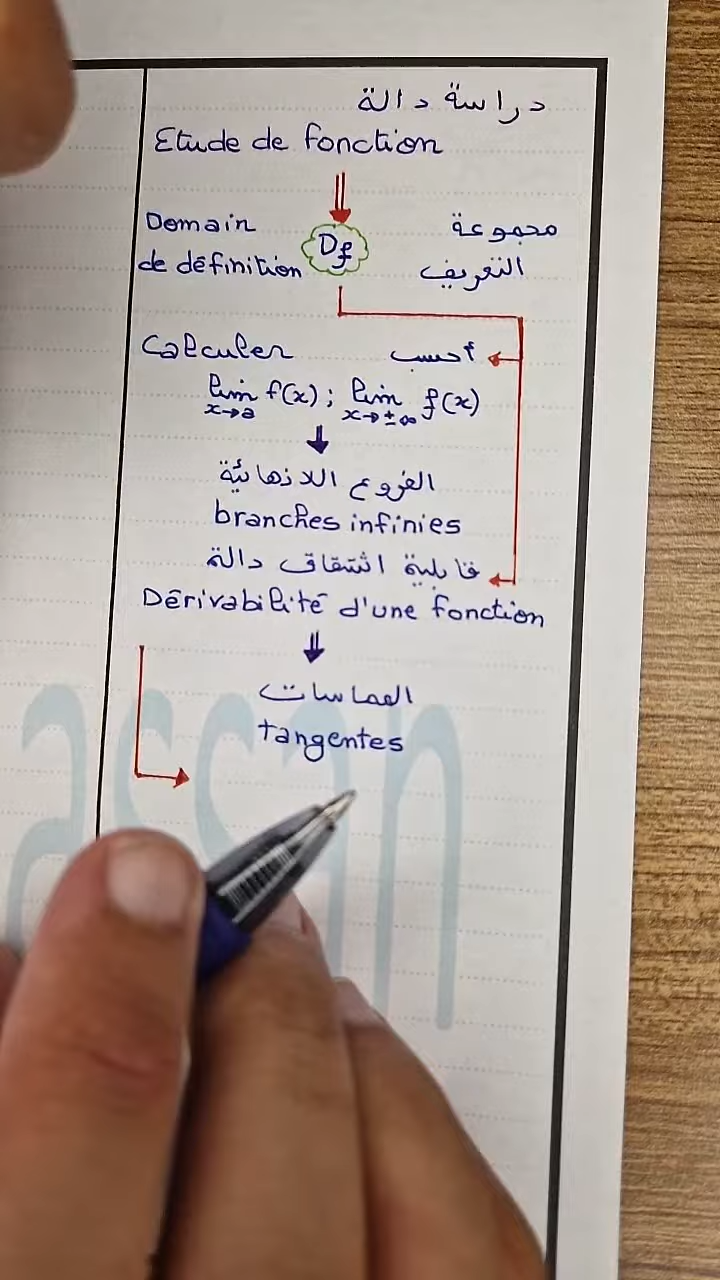 دراسة دالة
Etude de fonction
Domain Df مجموعة
de définition التعريف
Calculer أحسب
lim f(x) ; lim f(x)
x→a x→±∞
الفروع اللانهائية
branches infinies
قابلية اشتقاق دالة
Dérivabilité d'une fonction
المماسات
tangentes